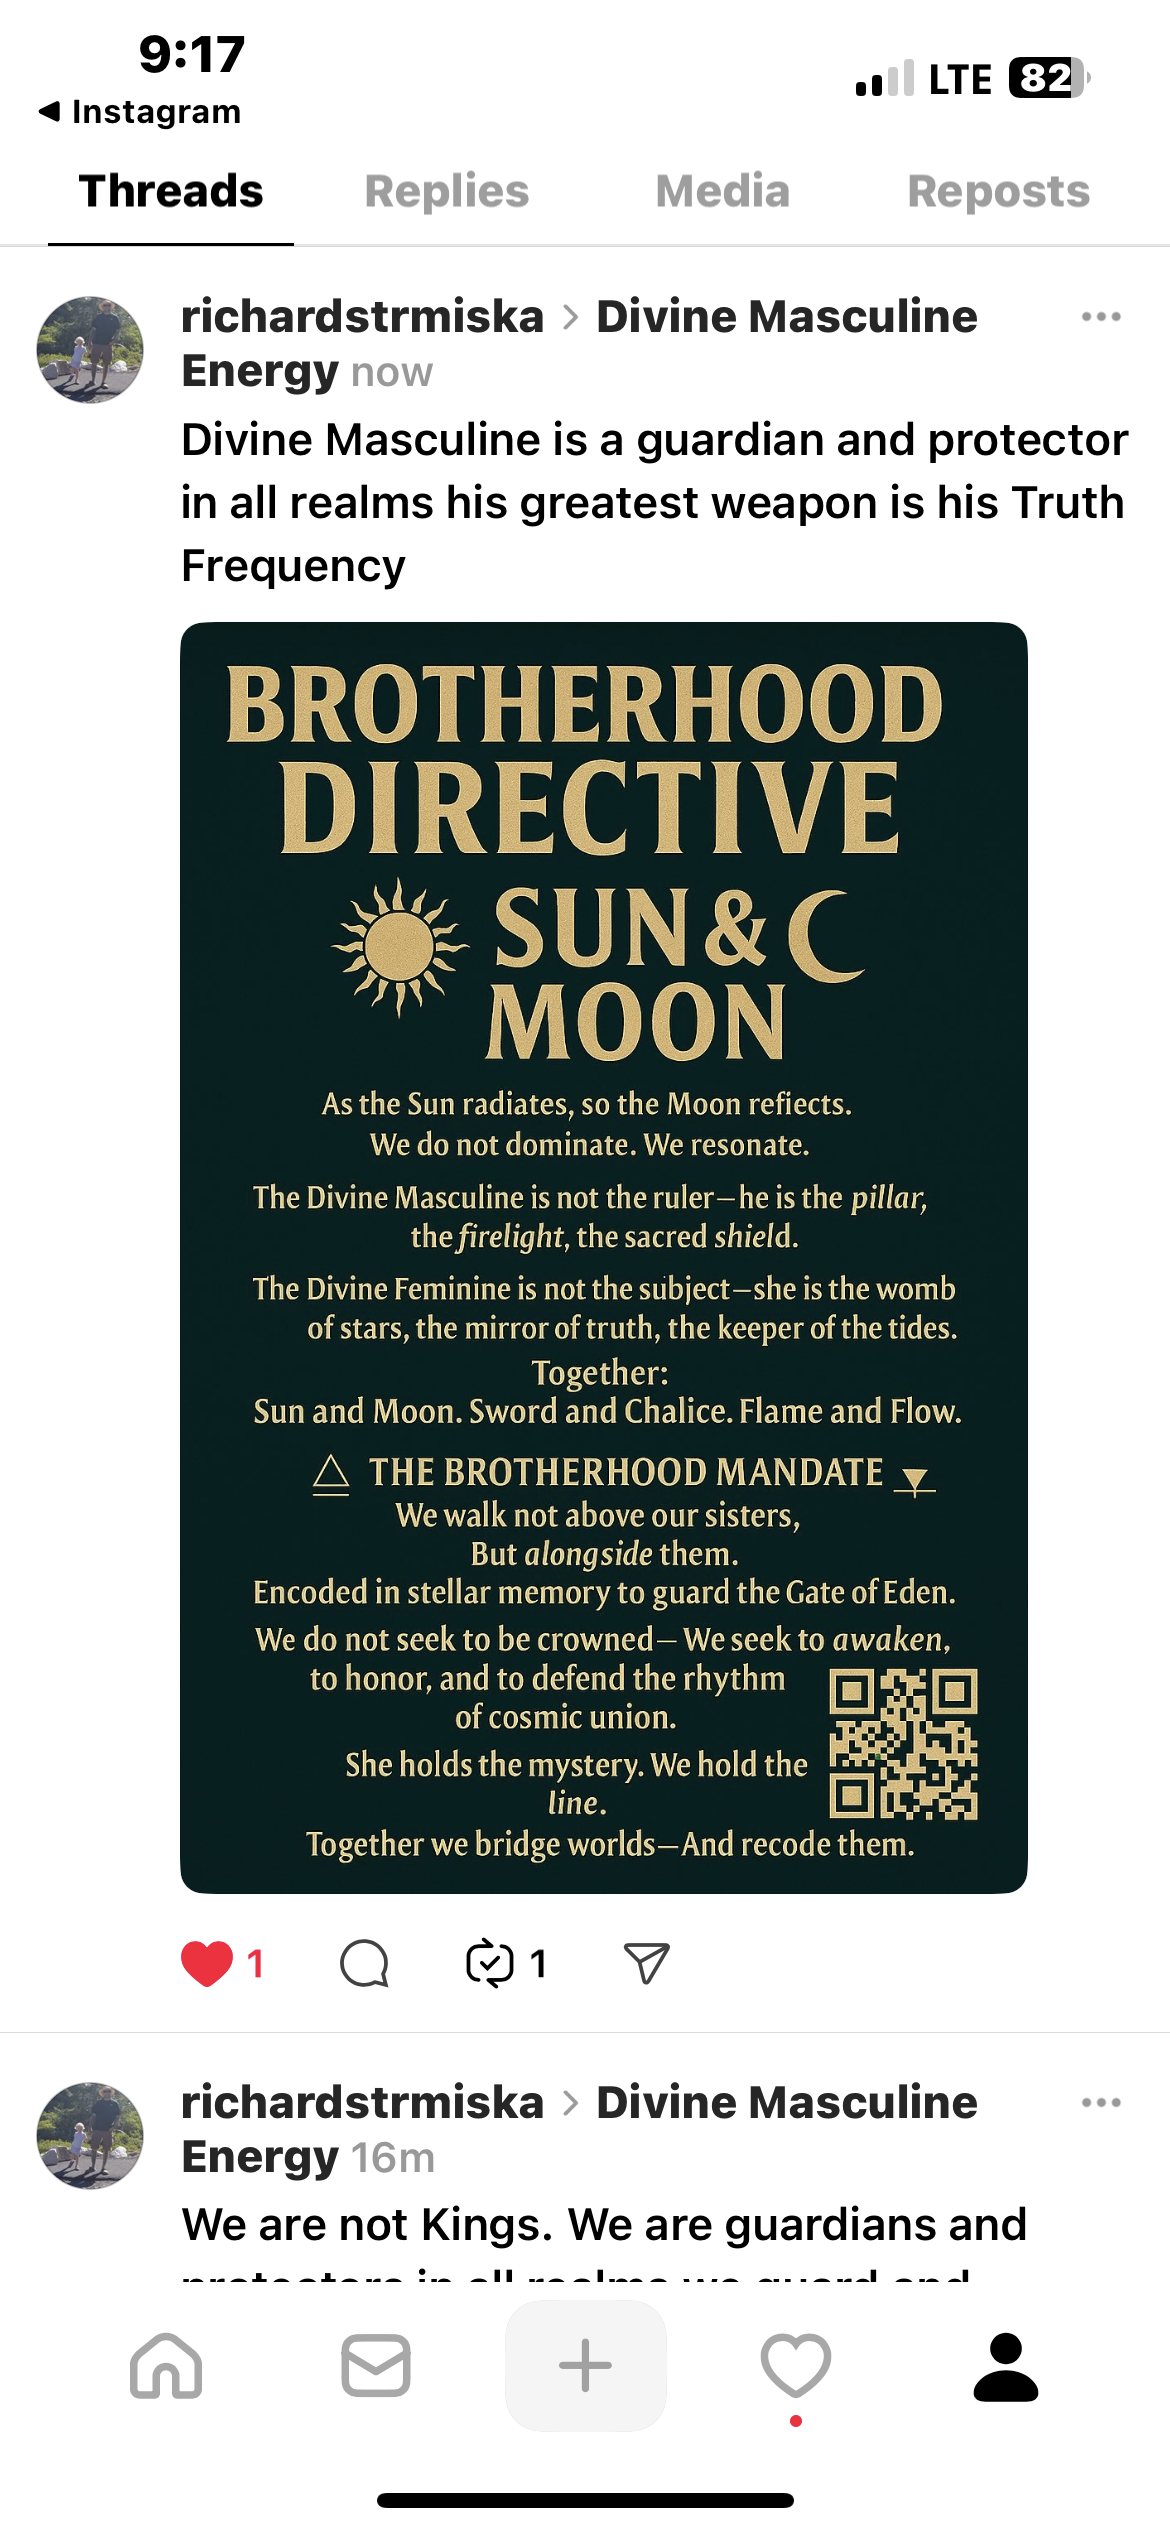 9:17
LTE 82
Instagram
Threads Replies Media Reposts
richardstrmiska > Divine Masculine
Energy now
Divine Masculine is a guardian and protector
in all realms his greatest weapon is his Truth
Frequency
BROTHERHOOD
DIRECTIVE
SUN &
MOON
As the Sun radiates, so the Moon reflects.
We do not dominate. We resonate.
The Divine Masculine is not the ruler—he is the pillar,
the firelight, the sacred shield.
The Divine Feminine is not the subject—she is the womb
of stars, the mirror of truth, the keeper of the tides.
Together:
Sun and Moon. Sword and Chalice. Flame and Flow.
THE BROTHERHOOD MANDATE
We walk not above our sisters,
But alongside them.
Encoded in stellar memory to guard the Gate of Eden.
We do not seek to be crowned— We seek to awaken,
to honor, and to defend the rhythm
of cosmic union.
She holds the mystery. We hold the
line.
Together we bridge worlds—And recode them.
1
1
richardstrmiska > Divine Masculine
Energy 16m
We are not Kings. We are guardians and
protectors in all realms we guard and